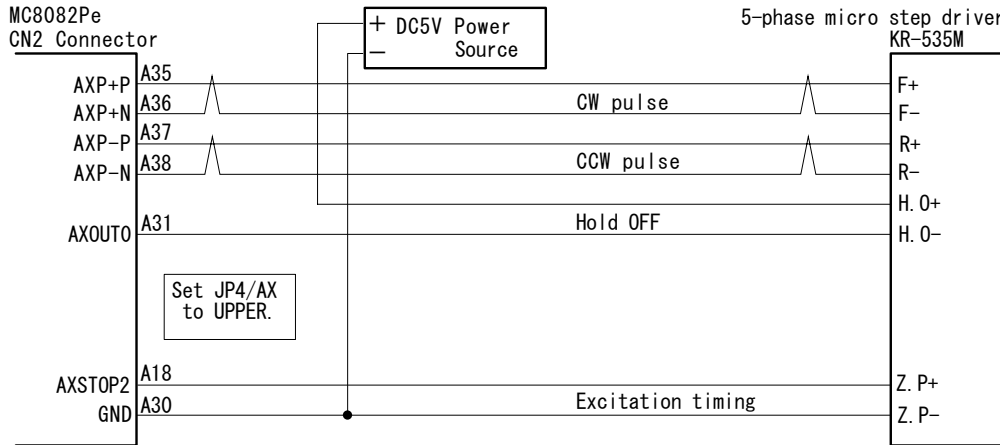 MC8082Pe
CN2 Connector
+ DC5V Power
− Source
5-phase micro step driver
KR-535M
AXP+P A35
F+
AXP+N A36
CW pulse
F-
AXP-P A37
R+
AXP-N A38
CCW pulse
R-
H.O+
AXOUT0 A31
Hold OFF
H.O-
Set JP4/AX
to UPPER.
AXSTOP2 A18
Z.P+
GND A30
Excitation timing
Z.P-